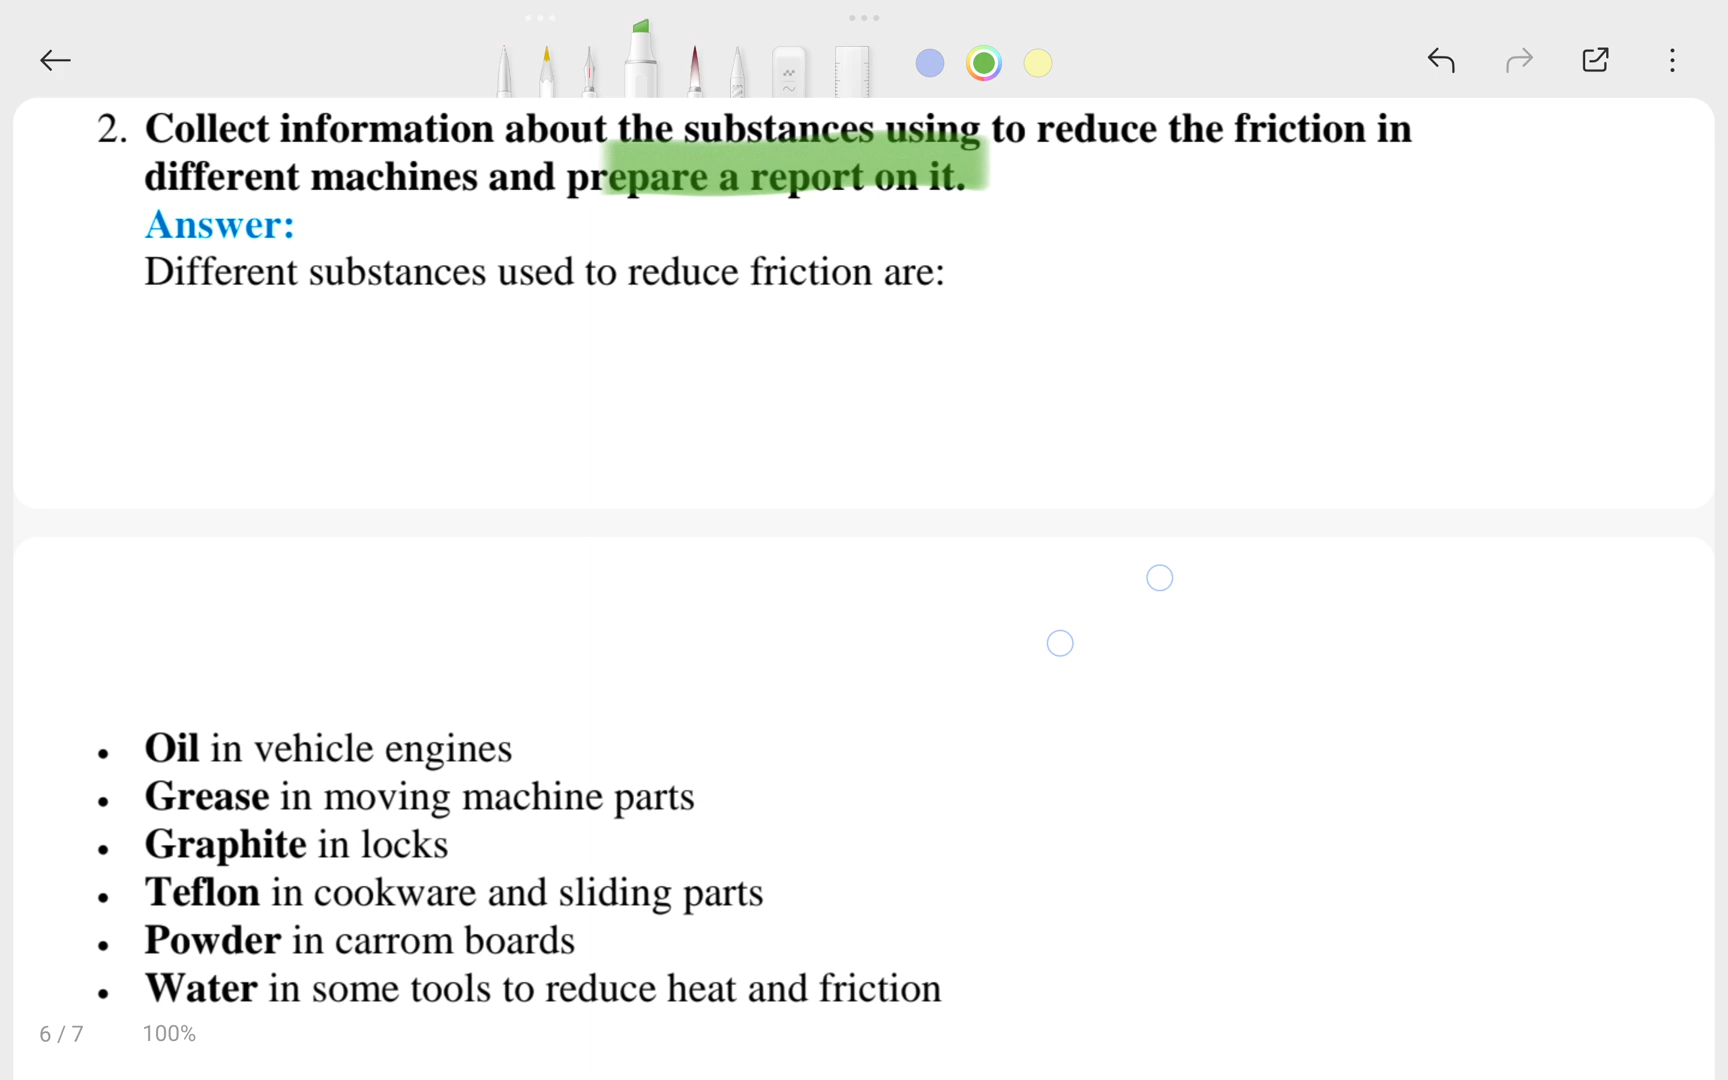 2. Collect information about the substances using to reduce the friction in
different machines and prepare a report on it.
Answer:
Different substances used to reduce friction are:
• Oil in vehicle engines
• Grease in moving machine parts
• Graphite in locks
• Teflon in cookware and sliding parts
• Powder in carrom boards
• Water in some tools to reduce heat and friction
6 / 7 100%